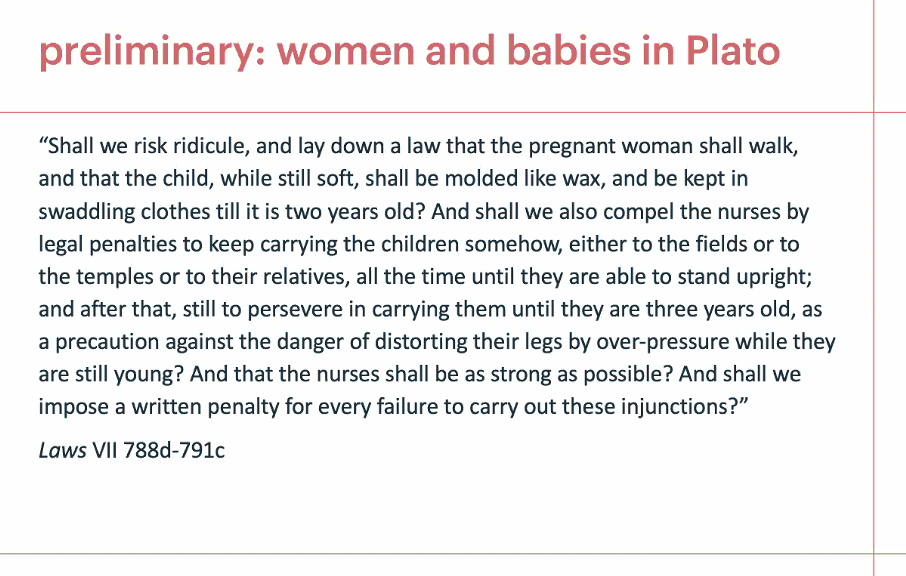 preliminary: women and babies in Plato
“Shall we risk ridicule, and lay down a law that the pregnant woman shall walk,
and that the child, while still soft, shall be molded like wax, and be kept in
swaddling clothes till it is two years old? And shall we also compel the nurses by
legal penalties to keep carrying the children somehow, either to the fields or to
the temples or to their relatives, all the time until they are able to stand upright;
and after that, still to persevere in carrying them until they are three years old, as
a precaution against the danger of distorting their legs by over-pressure while they
are still young? And that the nurses shall be as strong as possible? And shall we
impose a written penalty for every failure to carry out these injunctions?”
Laws VII 788d-791c